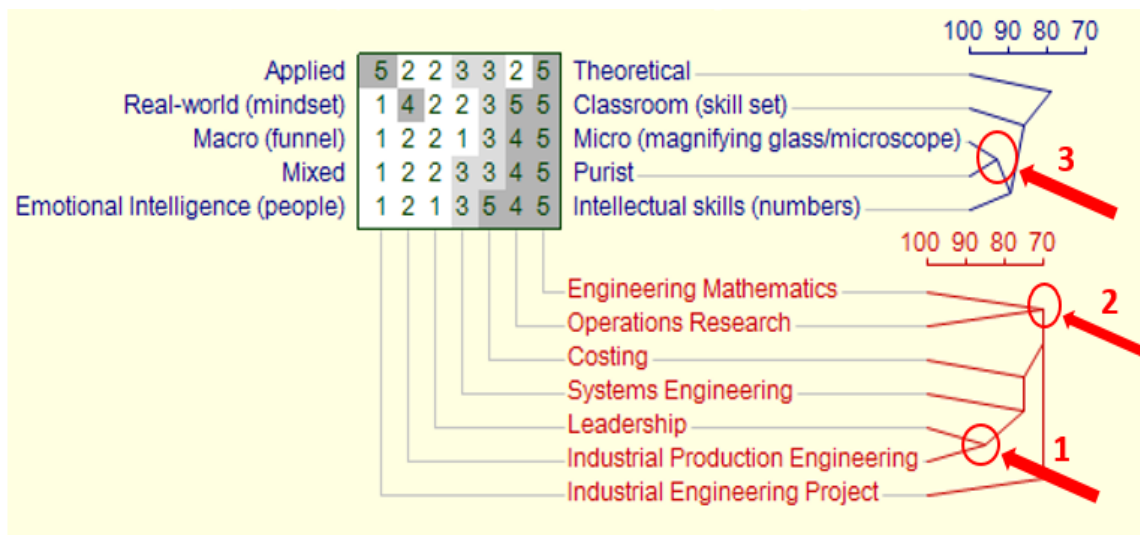 100 90 80 70
Applied 5 2 2 3 3 2 5 Theoretical
Real-world (mindset) 1 4 2 2 3 5 5 Classroom (skill set)
Macro (funnel) 1 2 2 1 3 4 5 Micro (magnifying glass/microscope)
3
Mixed 1 2 2 3 3 4 5 Purist
Emotional Intelligence (people) 1 2 1 3 5 4 5 Intellectual skills (numbers)
100 90 80 70
Engineering Mathematics
2
Operations Research
Costing
Systems Engineering
Leadership
1
Industrial Production Engineering
Industrial Engineering Project